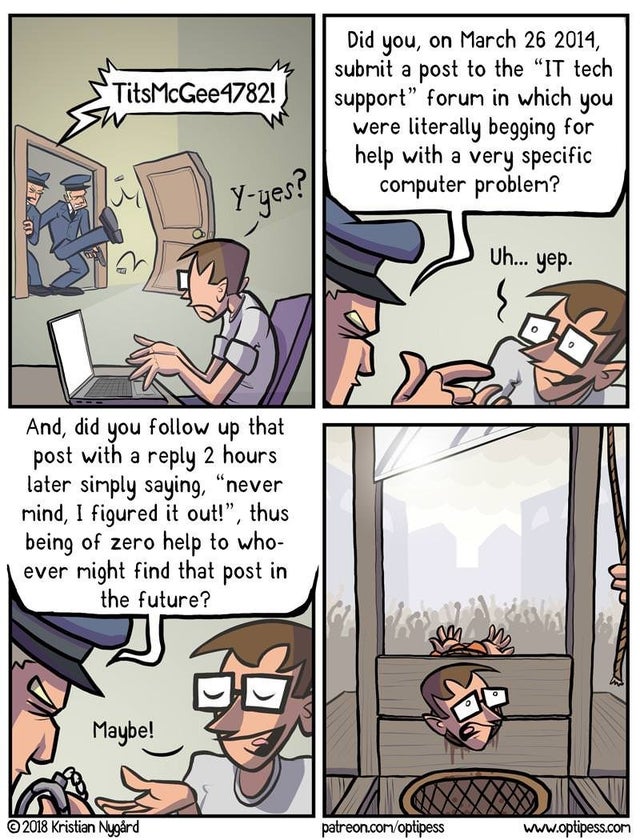 TitsMcGee4782!
Y-yes?
Did you, on March 26 2014,
submit a post to the “IT tech
support” forum in which you
were literally begging for
help with a very specific
computer problem?
Uh... yep.
And, did you follow up that
post with a reply 2 hours
later simply saying, “never
mind, I figured it out!”, thus
being of zero help to who-
ever might find that post in
the future?
Maybe!
© 2018 Kristian Nygård
patreon.com/optipess
www.optipess.com